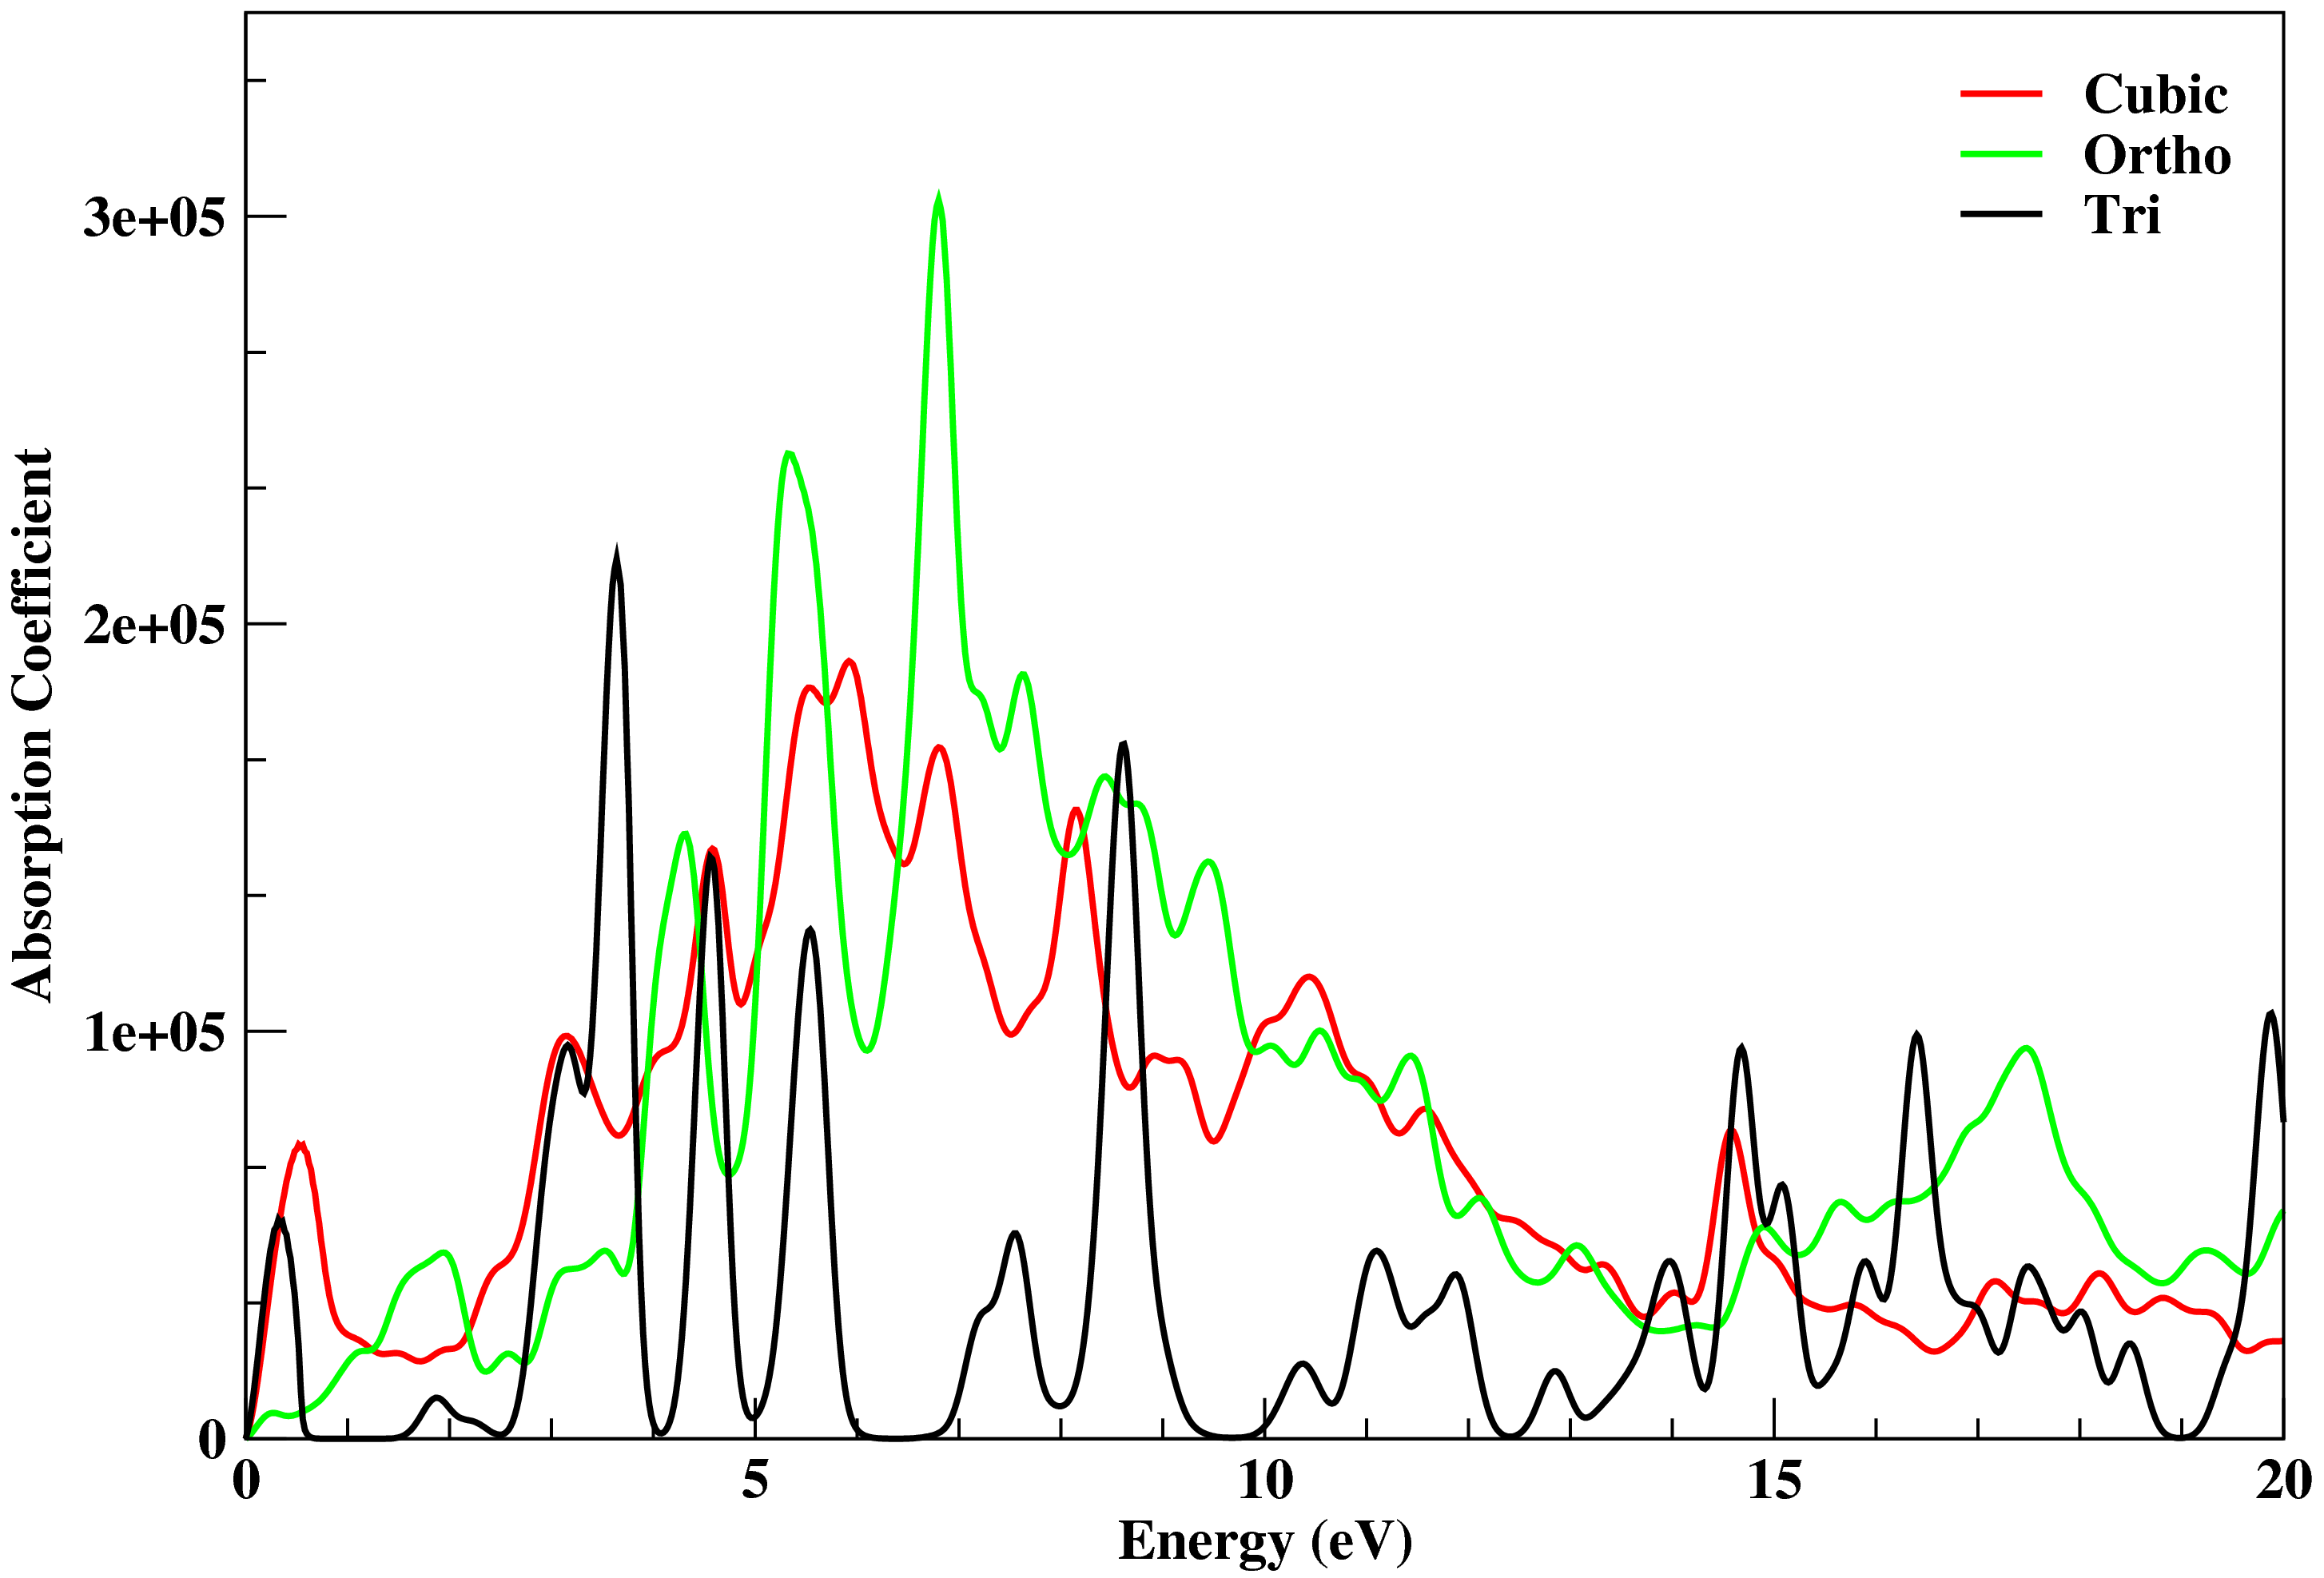 Cubic
Ortho
Tri
3e+05
2e+05
1e+05
0
Absorption Coefficient
0 5 10 15 20
Energy (eV)